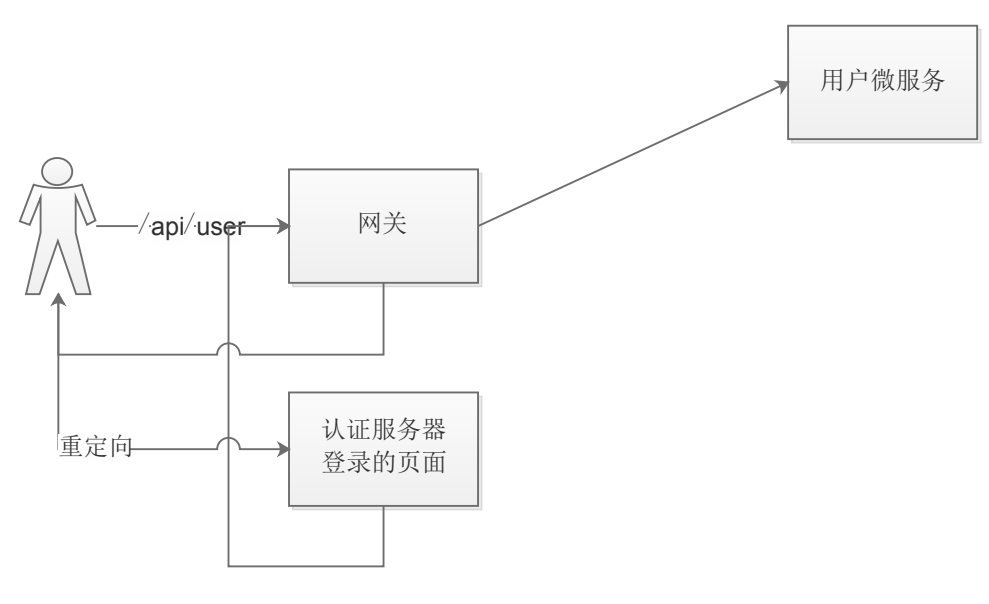 用户微服务
/api/user
网关
重定向
认证服务器
登录的页面